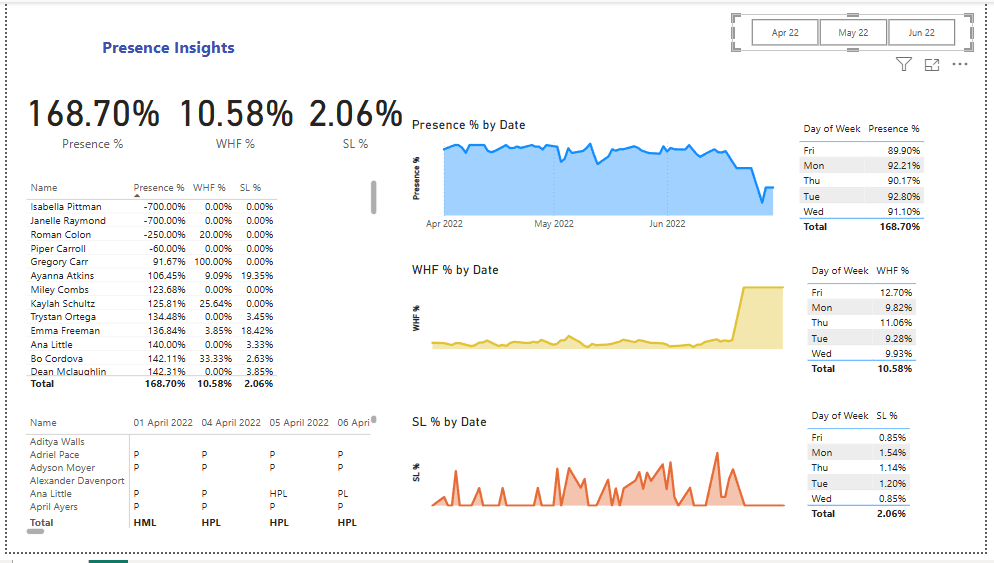 Apr 22 May 22 Jun 22
Presence Insights
168.70% 10.58% 2.06%
Presence % WHF % SL %
Name Presence % WHF % SL %
Isabella Pittman -700.00% 0.00% 0.00%
Janelle Raymond -700.00% 0.00% 0.00%
Roman Colon -250.00% 20.00% 0.00%
Piper Carroll -60.00% 0.00% 0.00%
Gregory Carr 91.67% 100.00% 0.00%
Ayanna Atkins 106.45% 9.09% 19.35%
Miley Combs 123.68% 0.00% 0.00%
Kaylah Schultz 125.81% 25.64% 0.00%
Trystan Ortega 134.48% 0.00% 3.45%
Emma Freeman 136.84% 3.85% 18.42%
Ana Little 140.00% 0.00% 3.33%
Bo Cordova 142.11% 33.33% 2.63%
Dean Mclaughlin 142.31% 0.00% 3.85%
Total 168.70% 10.58% 2.06%
Name 01 April 2022 04 April 2022 05 April 2022 06 Apri
Aditya Walls
Adriel Pace P P P P
Adyson Moyer P P P P
Alexander Davenport
Ana Little P P HPL PL
April Ayers P P P P
Total HML HPL HPL HPL
Presence % by Date
Presence %
Apr 2022 May 2022 Jun 2022
Day of Week Presence %
Fri 89.90%
Mon 92.21%
Thu 90.17%
Tue 92.80%
Wed 91.10%
Total 168.70%
WHF % by Date
WHF %
Day of Week WHF %
Fri 12.70%
Mon 9.82%
Thu 11.06%
Tue 9.28%
Wed 9.93%
Total 10.58%
SL % by Date
SL %
Day of Week SL %
Fri 0.85%
Mon 1.54%
Thu 1.14%
Tue 1.20%
Wed 0.85%
Total 2.06%